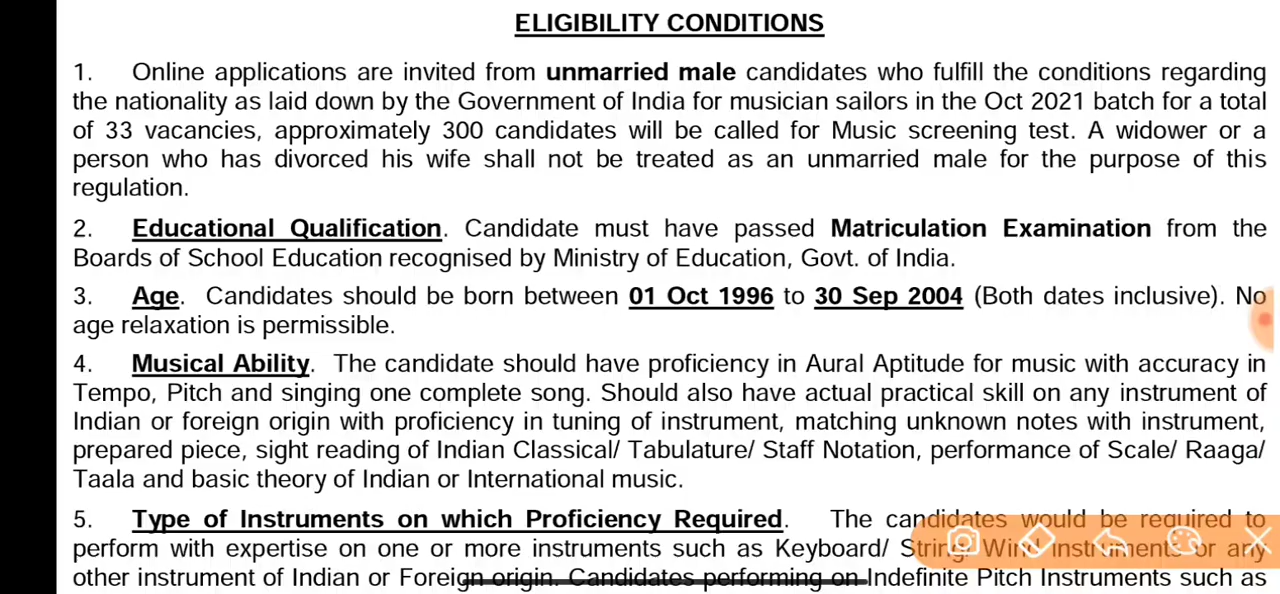 ELIGIBILITY CONDITIONS
1. Online applications are invited from unmarried male candidates who fulfill the conditions regarding
the nationality as laid down by the Government of India for musician sailors in the Oct 2021 batch for a total
of 33 vacancies, approximately 300 candidates will be called for Music screening test. A widower or a
person who has divorced his wife shall not be treated as an unmarried male for the purpose of this
regulation.
2. Educational Qualification. Candidate must have passed Matriculation Examination from the
Boards of School Education recognised by Ministry of Education, Govt. of India.
3. Age. Candidates should be born between 01 Oct 1996 to 30 Sep 2004 (Both dates inclusive). No
age relaxation is permissible.
4. Musical Ability. The candidate should have proficiency in Aural Aptitude for music with accuracy in
Tempo, Pitch and singing one complete song. Should also have actual practical skill on any instrument of
Indian or foreign origin with proficiency in tuning of instrument, matching unknown notes with instrument,
prepared piece, sight reading of Indian Classical/ Tabulature/ Staff Notation, performance of Scale/ Raaga/
Taala and basic theory of Indian or International music.
5. Type of Instruments on which Proficiency Required. The candidates would be required to
perform with expertise on one or more instruments such as Keyboard/ String/ Wind Instruments or any
other instrument of Indian or Foreign origin. Candidates performing on Indefinite Pitch Instruments such as